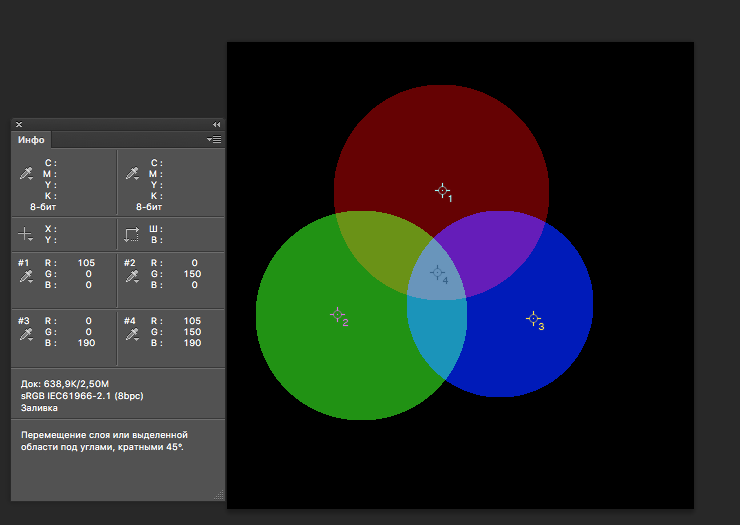 Инфо
C : C :
M : M :
Y : Y :
K : K :
8-бит 8-бит
X : Ш :
Y : В :
#1 R : 105 #2 R : 0
G : 0 G : 150
B : 0 B : 0
#3 R : 0 #4 R : 105
G : 0 G : 150
B : 190 B : 190
Док: 638,9K/2,50M
sRGB IEC61966-2.1 (8bpc)
Заливка
Перемещение слоя или выделенной
области под углами, кратными 45°.
1
4
2
3